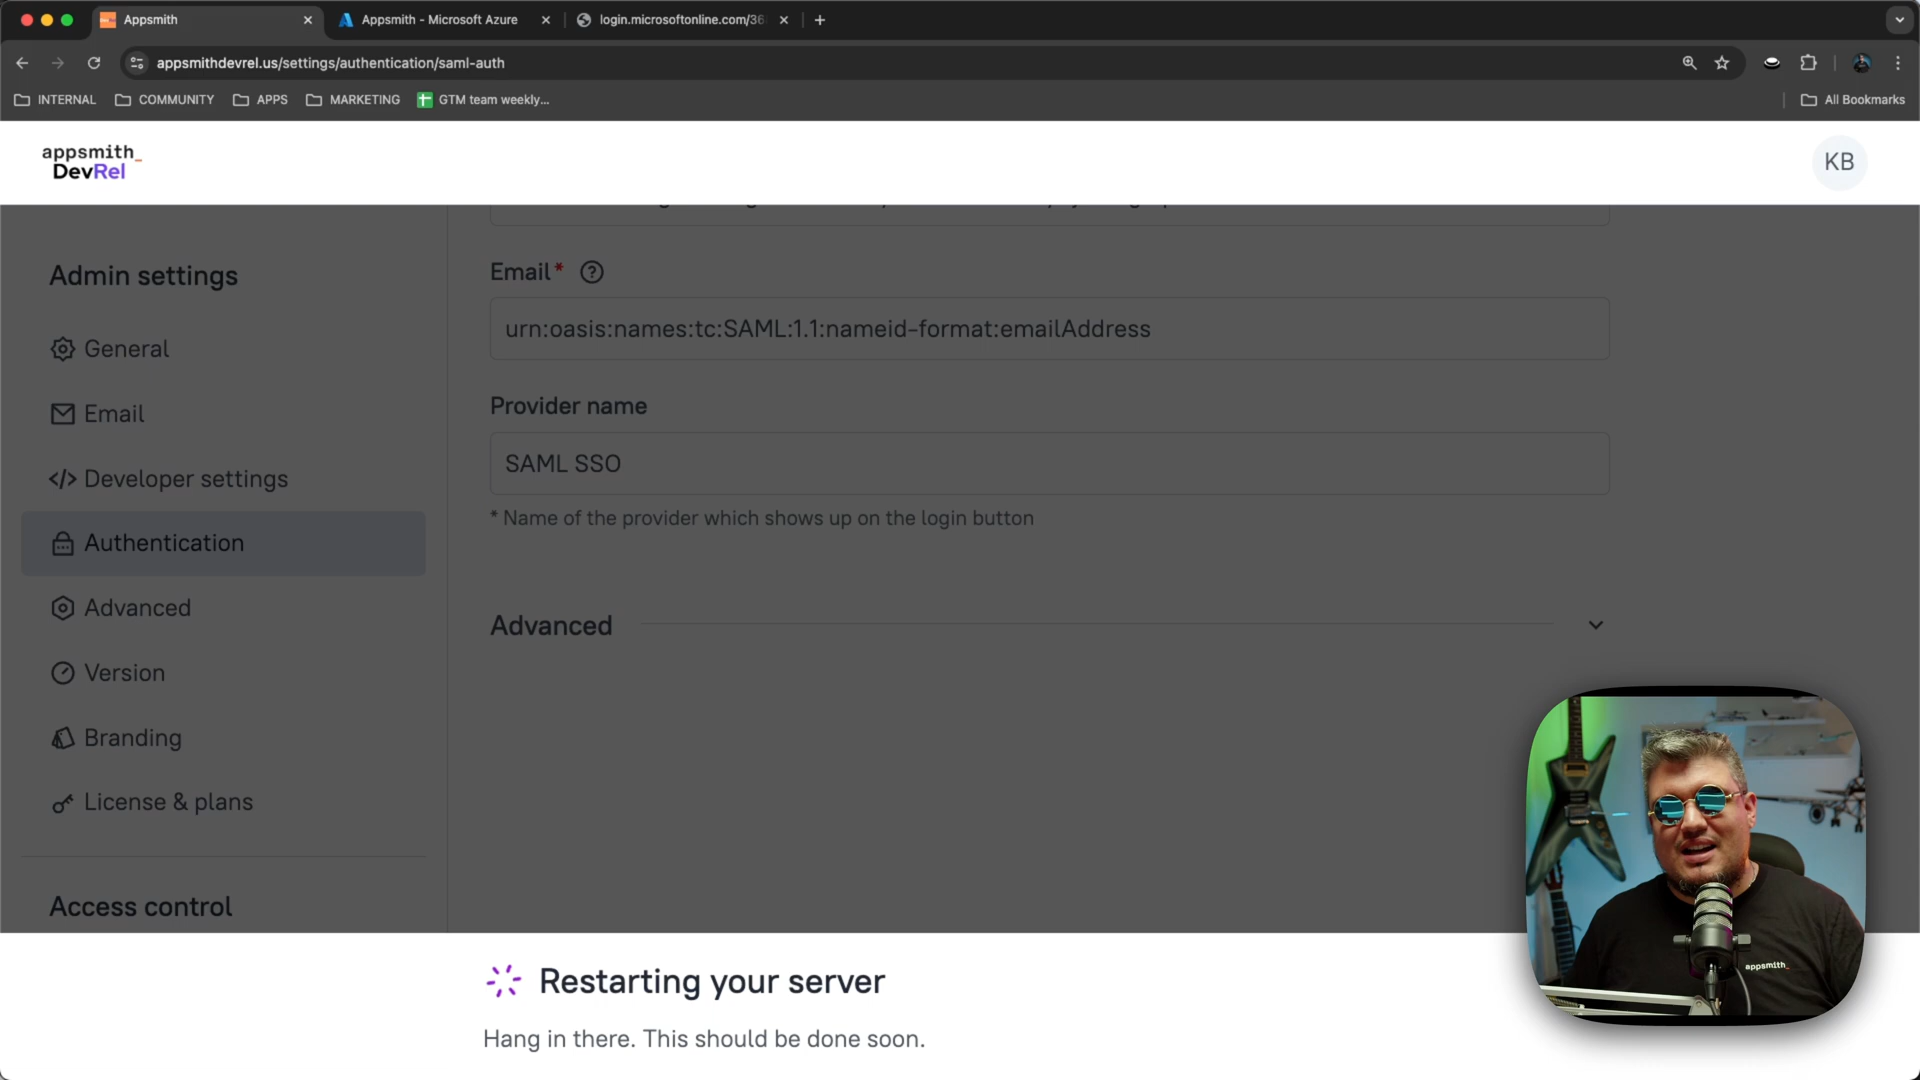 Appsmith
Appsmith - Microsoft Azure
login.microsoftonline.com/36
appsmithdevrel.us/settings/authentication/saml-auth
INTERNAL
COMMUNITY
APPS
MARKETING
GTM team weekly...
All Bookmarks
appsmith_
DevRel
KB
Admin settings
General
Email
Developer settings
Authentication
Advanced
Version
Branding
License & plans
Access control
Email*
urn:oasis:names:tc:SAML:1.1:nameid-format:emailAddress
Provider name
SAML SSO
* Name of the provider which shows up on the login button
Advanced
appsmith_
Restarting your server
Hang in there. This should be done soon.